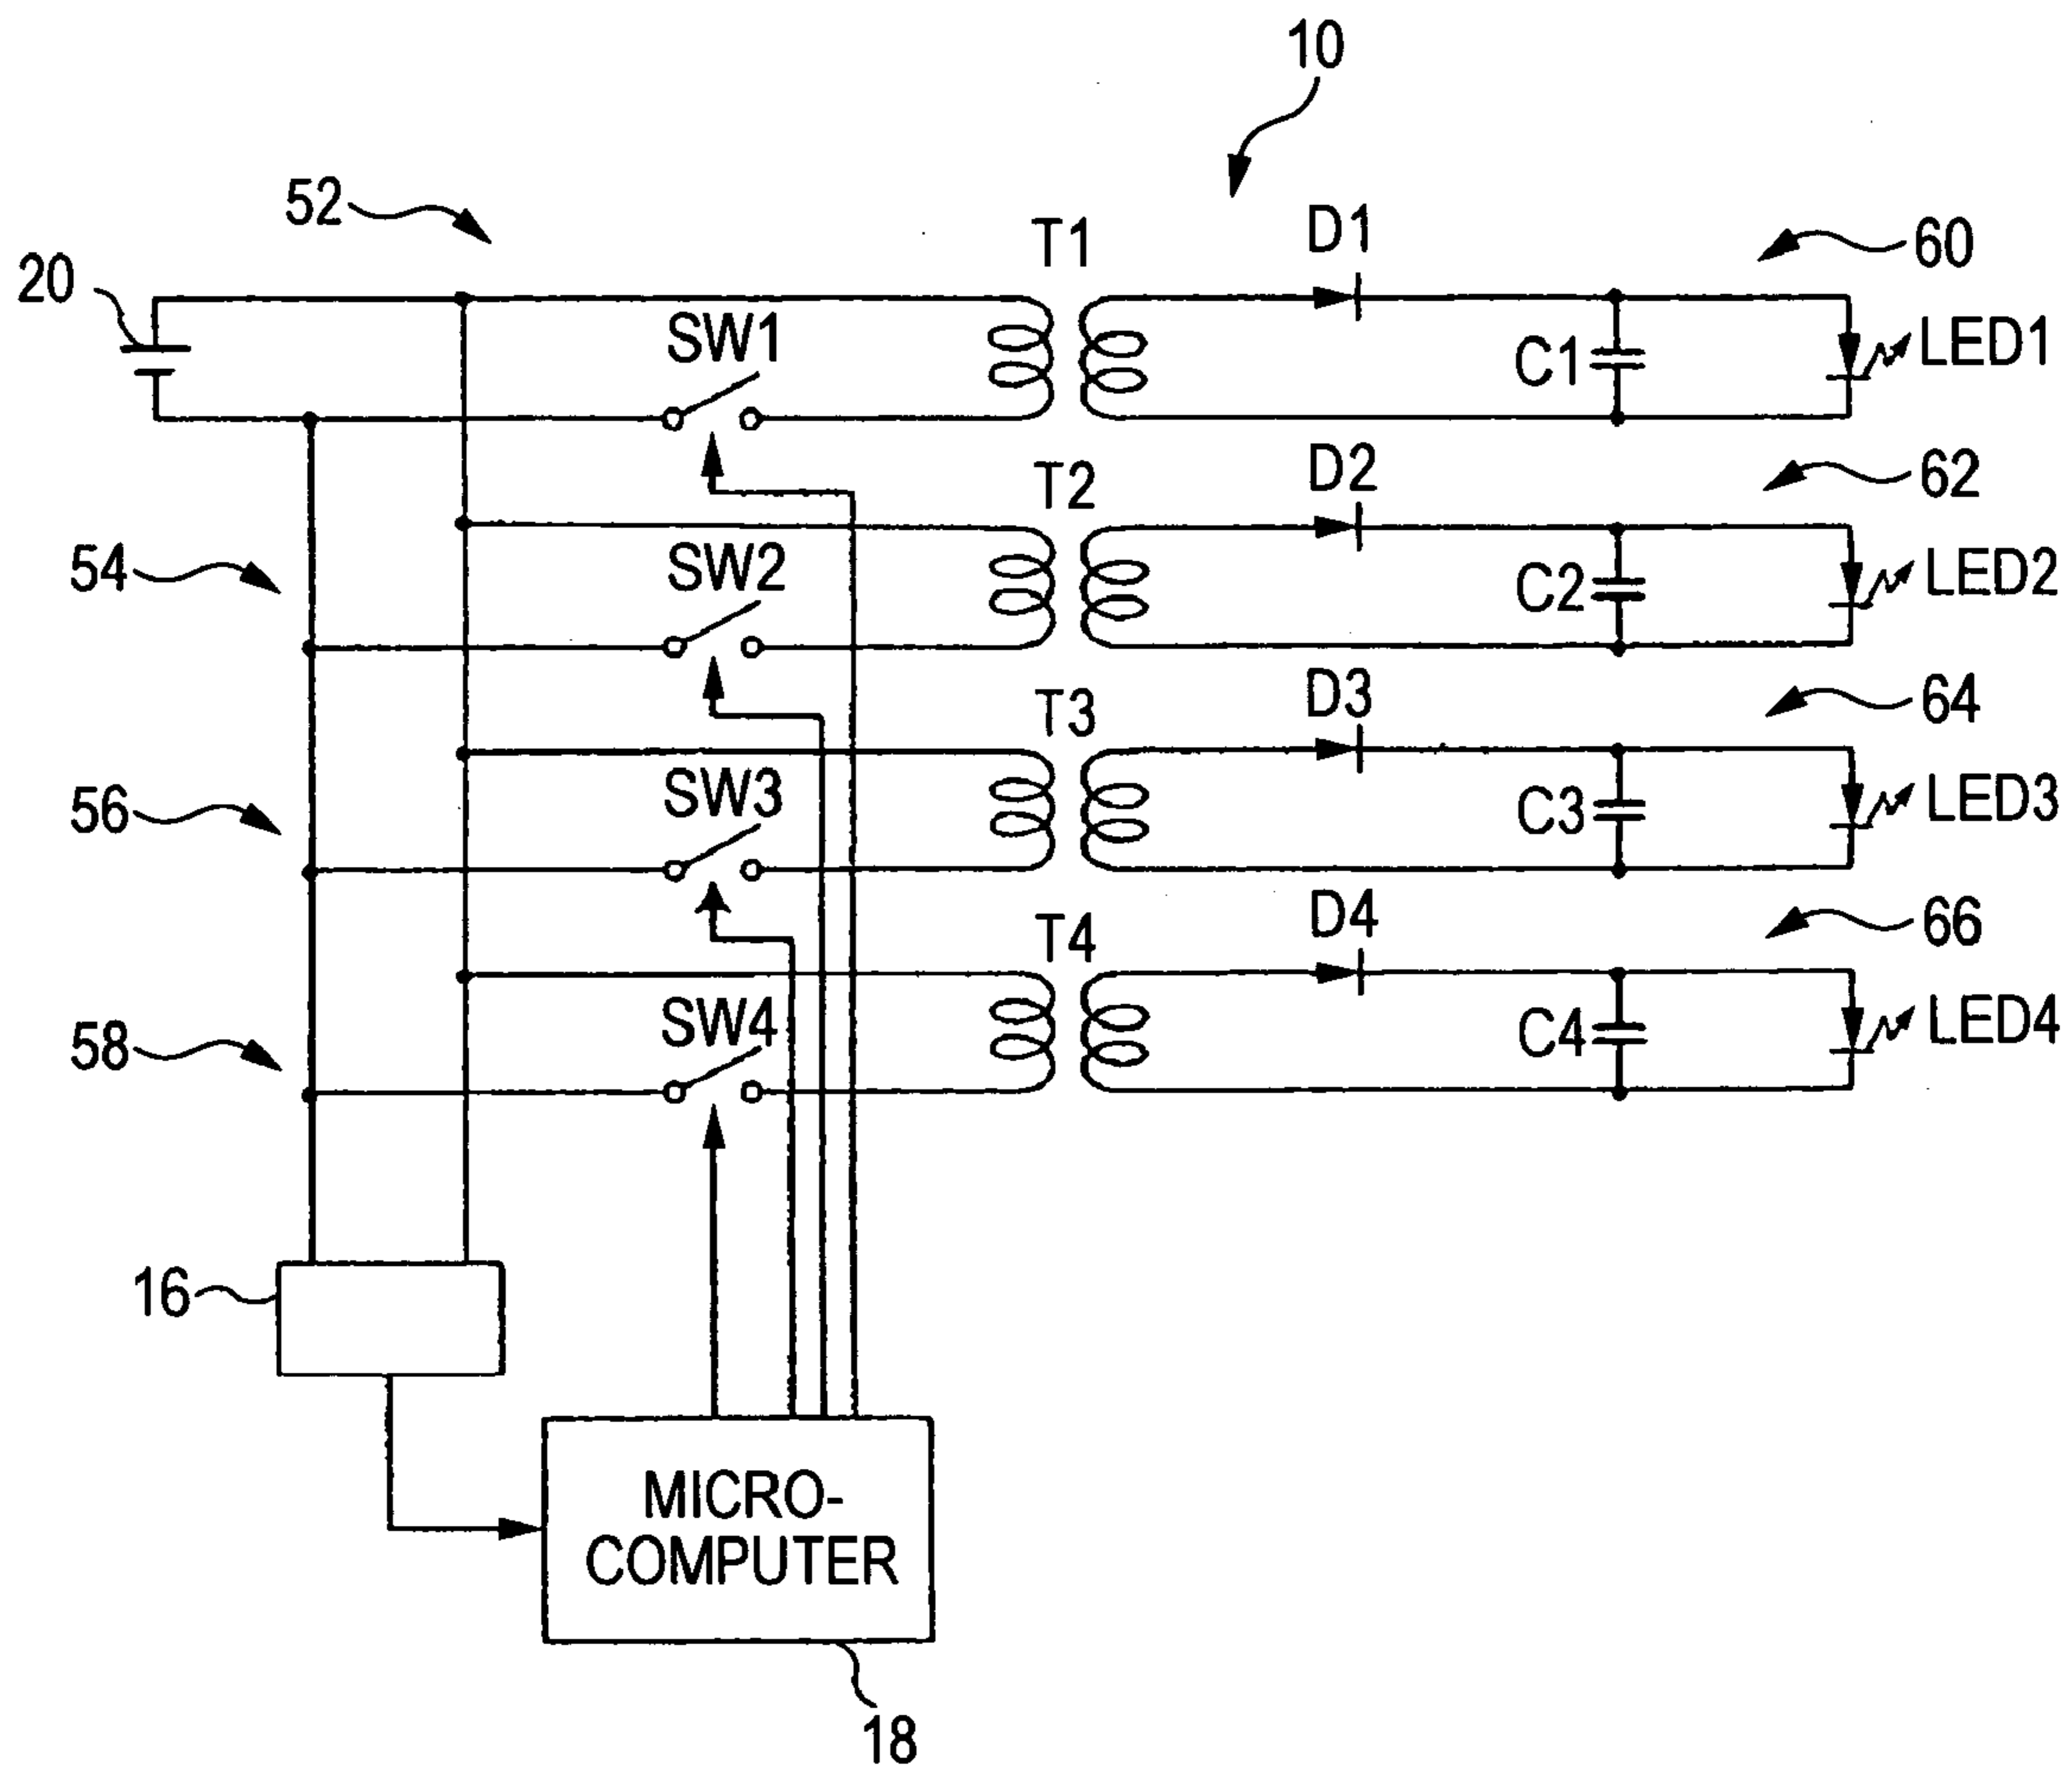 10
52
T1
D1
60
20
SW1
C1
LED1
T2
D2
62
54
SW2
C2
LED2
T3
D3
64
56
SW3
C3
LED3
T4
D4
66
58
SW4
C4
LED4
16
MICRO-
COMPUTER
18